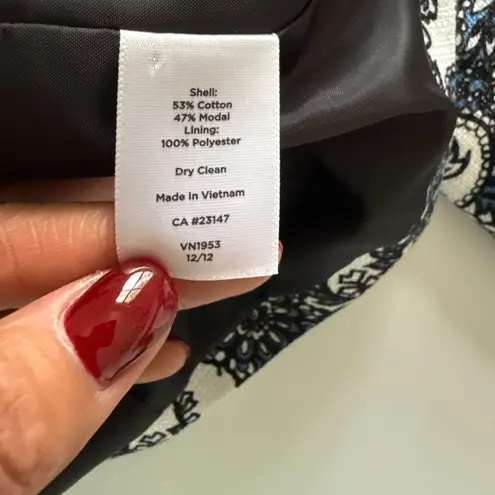 Shell:
53% Cotton
47% Modal
Lining:
100% Polyester
Dry Clean
Made in Vietnam
CA #23147
VN1953
12/12